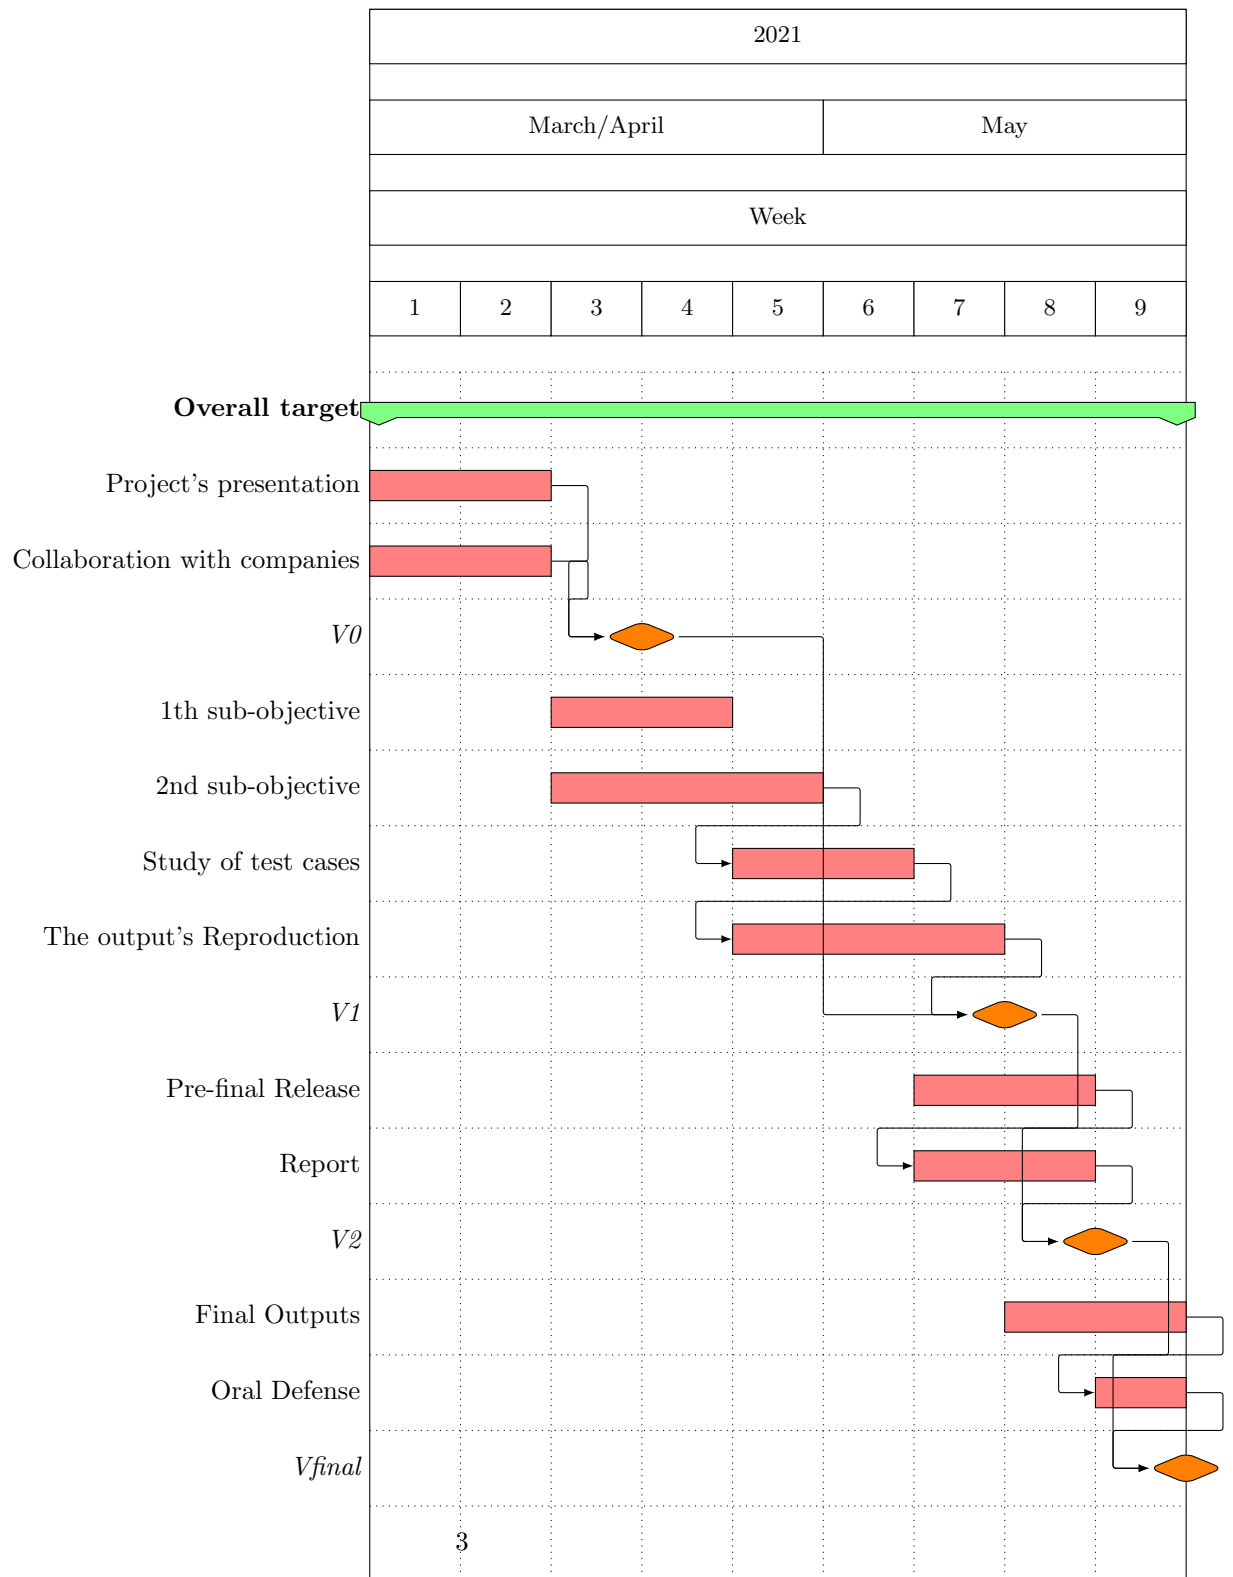 2021
March/April May
Week
1 2 3 4 5 6 7 8 9
Overall target
Project's presentation
Collaboration with companies
V0
1th sub-objective
2nd sub-objective
Study of test cases
The output's Reproduction
V1
Pre-final Release
Report
V2
Final Outputs
Oral Defense
Vfinal
3